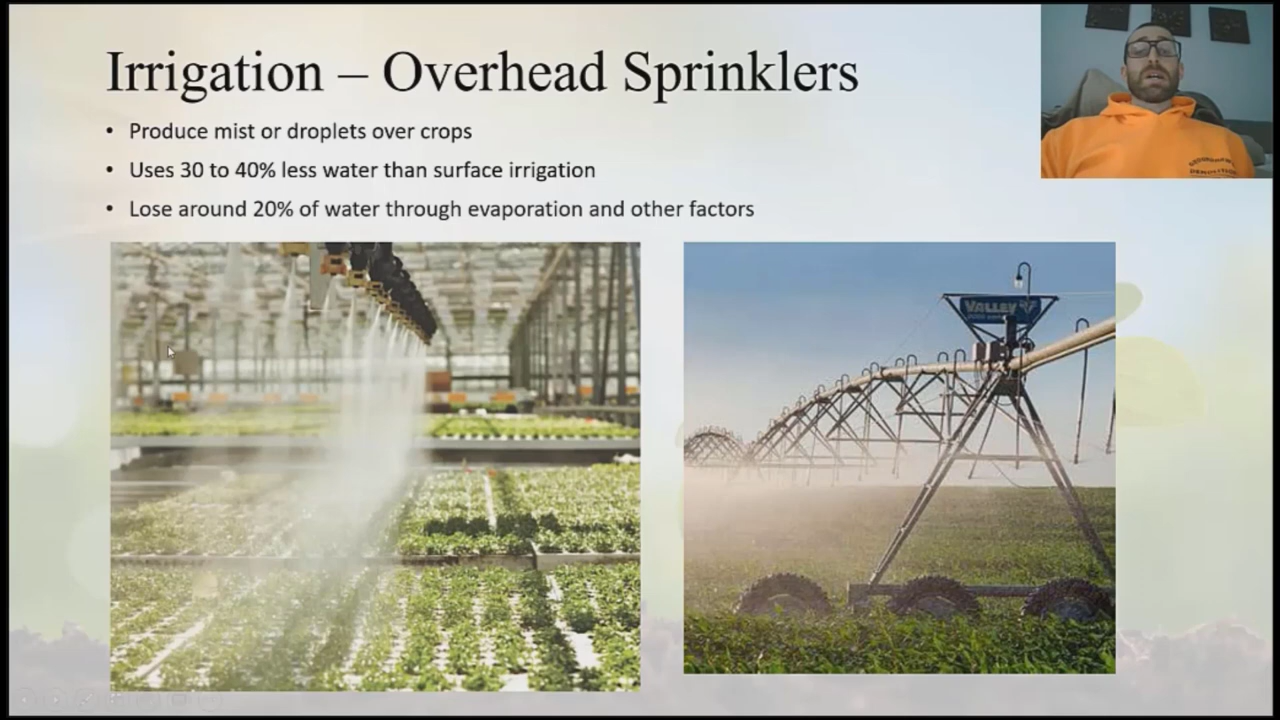 Irrigation – Overhead Sprinklers
• Produce mist or droplets over crops
• Uses 30 to 40% less water than surface irrigation
• Lose around 20% of water through evaporation and other factors
VALLEY